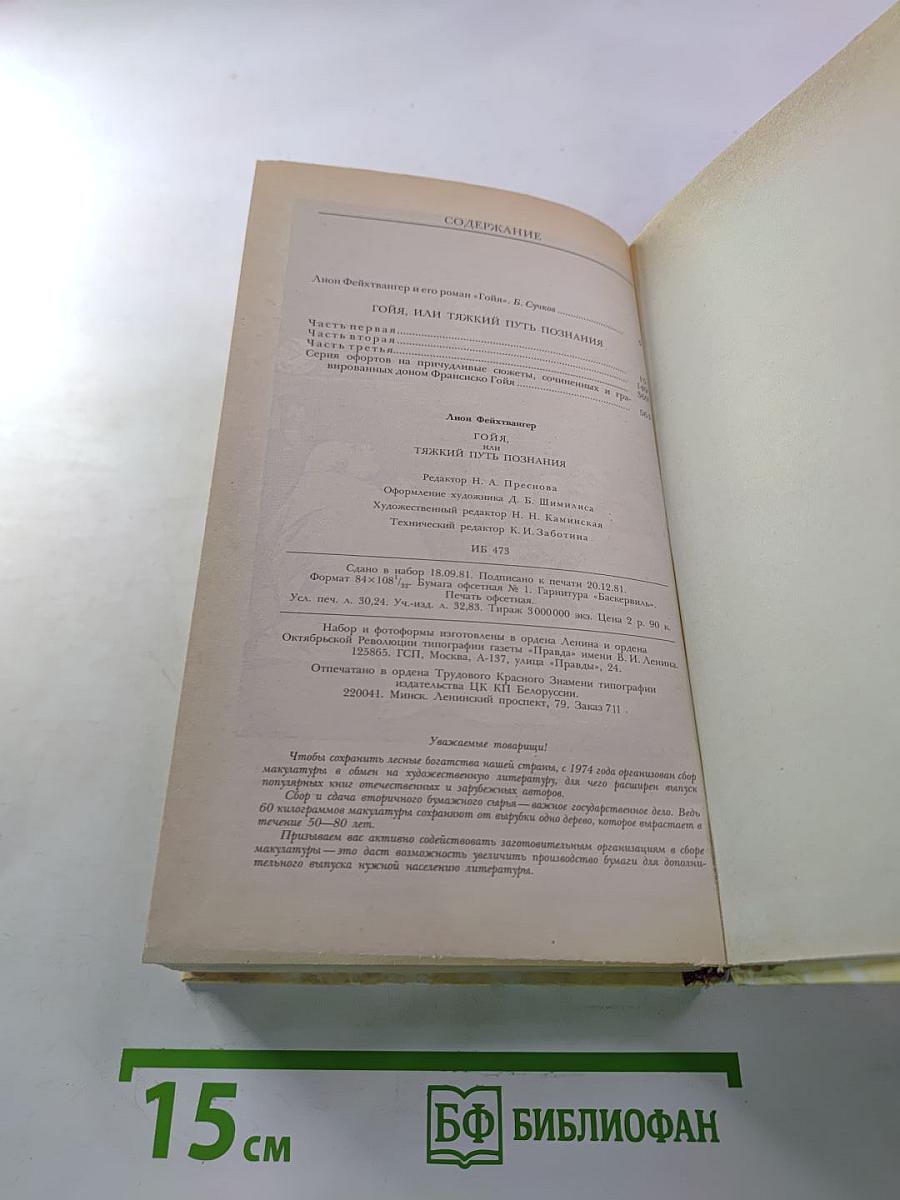 СОДЕРЖАНИЕ
Лион Фейхтвангер и его роман «Гойя». Б. Сучков
5
ГОЙЯ, ИЛИ ТЯЖКИЙ ПУТЬ ПОЗНАНИЯ
Часть первая
Часть вторая
Часть третья
Серия офортов на причудливые сюжеты, сочиненных и гра-
вированных доном Франсиско Гойя
Лион Фейхтвангер
ГОЙЯ,
или
ТЯЖКИЙ ПУТЬ ПОЗНАНИЯ
Редактор Н. А. Преснова
Оформление художника Д. Б. Шимилиса
Художественный редактор Н. Н. Каминская
Технический редактор К. И. Заботина
ИБ 473
Сдано в набор 18.09.81. Подписано к печати 20.12.81.
Формат 84×108 1/32. Бумага офсетная № 1. Гарнитура «Баскервиль».
Печать офсетная.
Усл. печ. л. 30,24. Уч.-изд. л. 32,83. Тираж 3 000 000 экз. Цена 2 р. 90 к.
Набор и фотоформы изготовлены в ордена Ленина и ордена
Октябрьской Революции типографии газеты «Правда» имени В. И. Ленина.
125865. ГСП, Москва, А-137, улица «Правды», 24.
Отпечатано в ордена Трудового Красного Знамени типографии
издательства ЦК КП Белоруссии.
220041. Минск. Ленинский проспект, 79. Заказ 711.
Уважаемые товарищи!
Чтобы сохранить лесные богатства нашей страны, с 1974 года организован сбор
макулатуры в обмен на художественную литературу, для чего расширен выпуск
популярных книг отечественных и зарубежных авторов.
Сбор и сдача вторичного бумажного сырья — важное государственное дело. Ведь
60 килограммов макулатуры сохраняют от вырубки одно дерево, которое вырастает в
течение 50—80 лет.
Призываем вас активно содействовать заготовительным организациям в сборе
макулатуры — это даст возможность увеличить производство бумаги для дополни-
тельного выпуска нужной населению литературы.
15 см
БФ БИБЛИОФАН